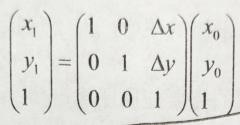 (x₁ y₁ 1) = (1 0 Δx; 0 1 Δy; 0 0 1) (x₀ y₀ 1)